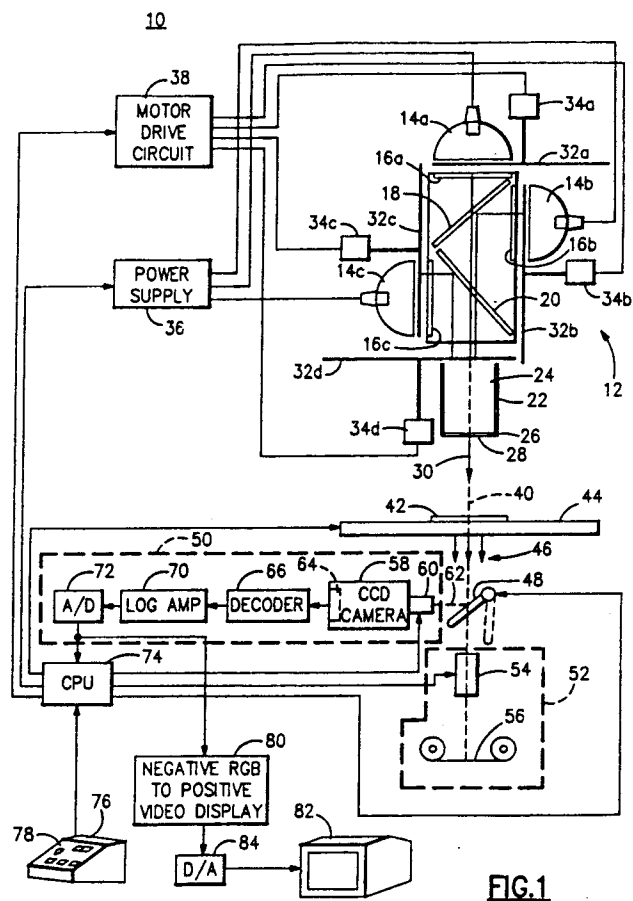 10
38
MOTOR
DRIVE
CIRCUIT
34a
14a
32a
16a
14b
18
32c
34c
16b
14c
POWER
SUPPLY
36
20
34b
16c
32b
32d
24
12
22
34d
26
28
30
40
42
44
50
46
72
70
66
64
58
60
62
48
A/D
LOG AMP
DECODER
CCD
CAMERA
74
CPU
54
52
56
80
NEGATIVE RGB
TO POSITIVE
VIDEO DISPLAY
76
78
82
84
D/A
FIG.1